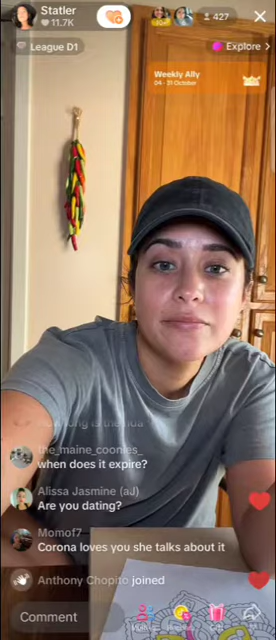 Statler
11.7K
427
League D1
Explore >
Weekly Ally
04 - 31 October
the_maine_coonies_
when does it expire?
Alissa Jasmine (aJ)
Are you dating?
Momof7
Corona loves you she talks about it
Anthony Chopito joined
Comment